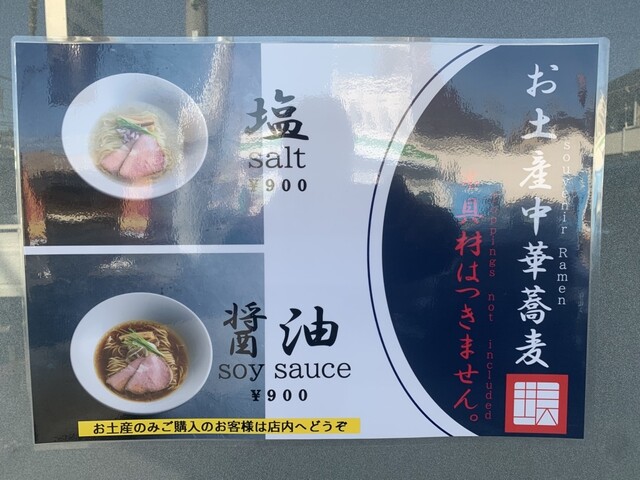 お土産中華蕎麦
souvenir Ramen
※具材はつきません。
toppings not included
塩
salt
¥900
醤油
soy sauce
¥900
お土産のみご購入のお客様は店内へどうぞ